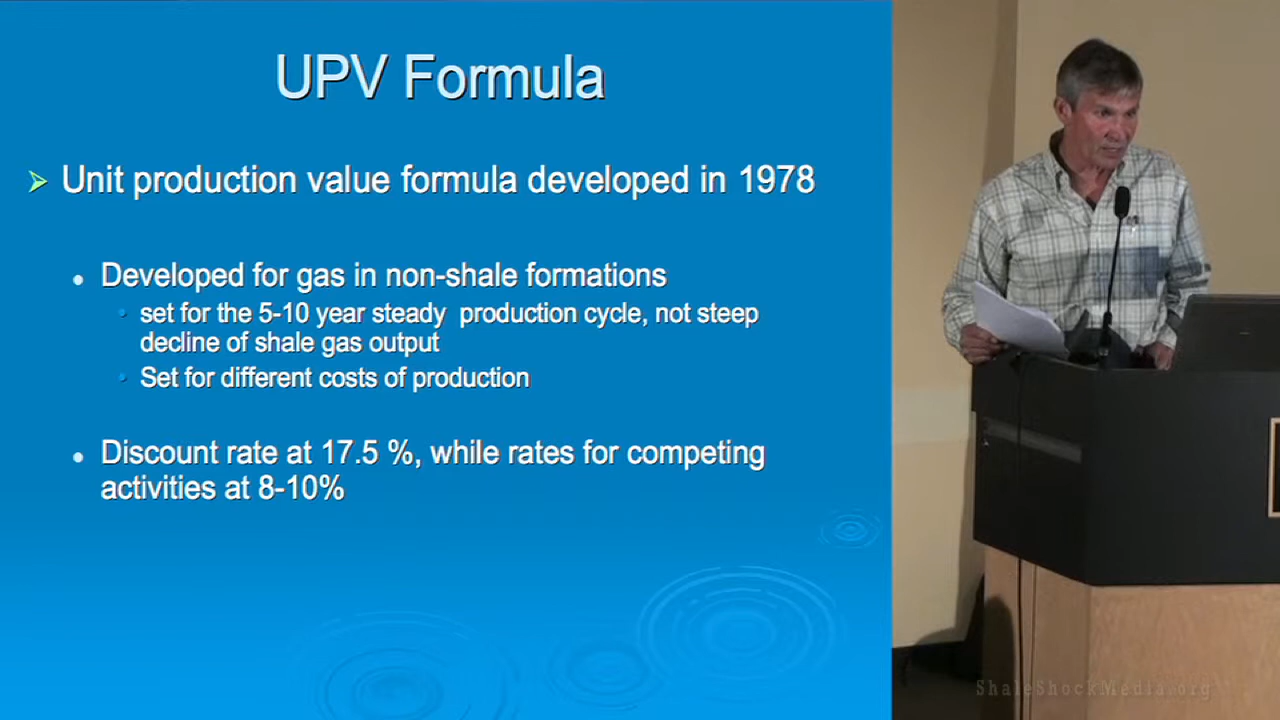 UPV Formula
Unit production value formula developed in 1978
Developed for gas in non-shale formations
set for the 5-10 year steady production cycle, not steep
decline of shale gas output
Set for different costs of production
Discount rate at 17.5 %, while rates for competing
activities at 8-10%
ShaleShockMedia.org